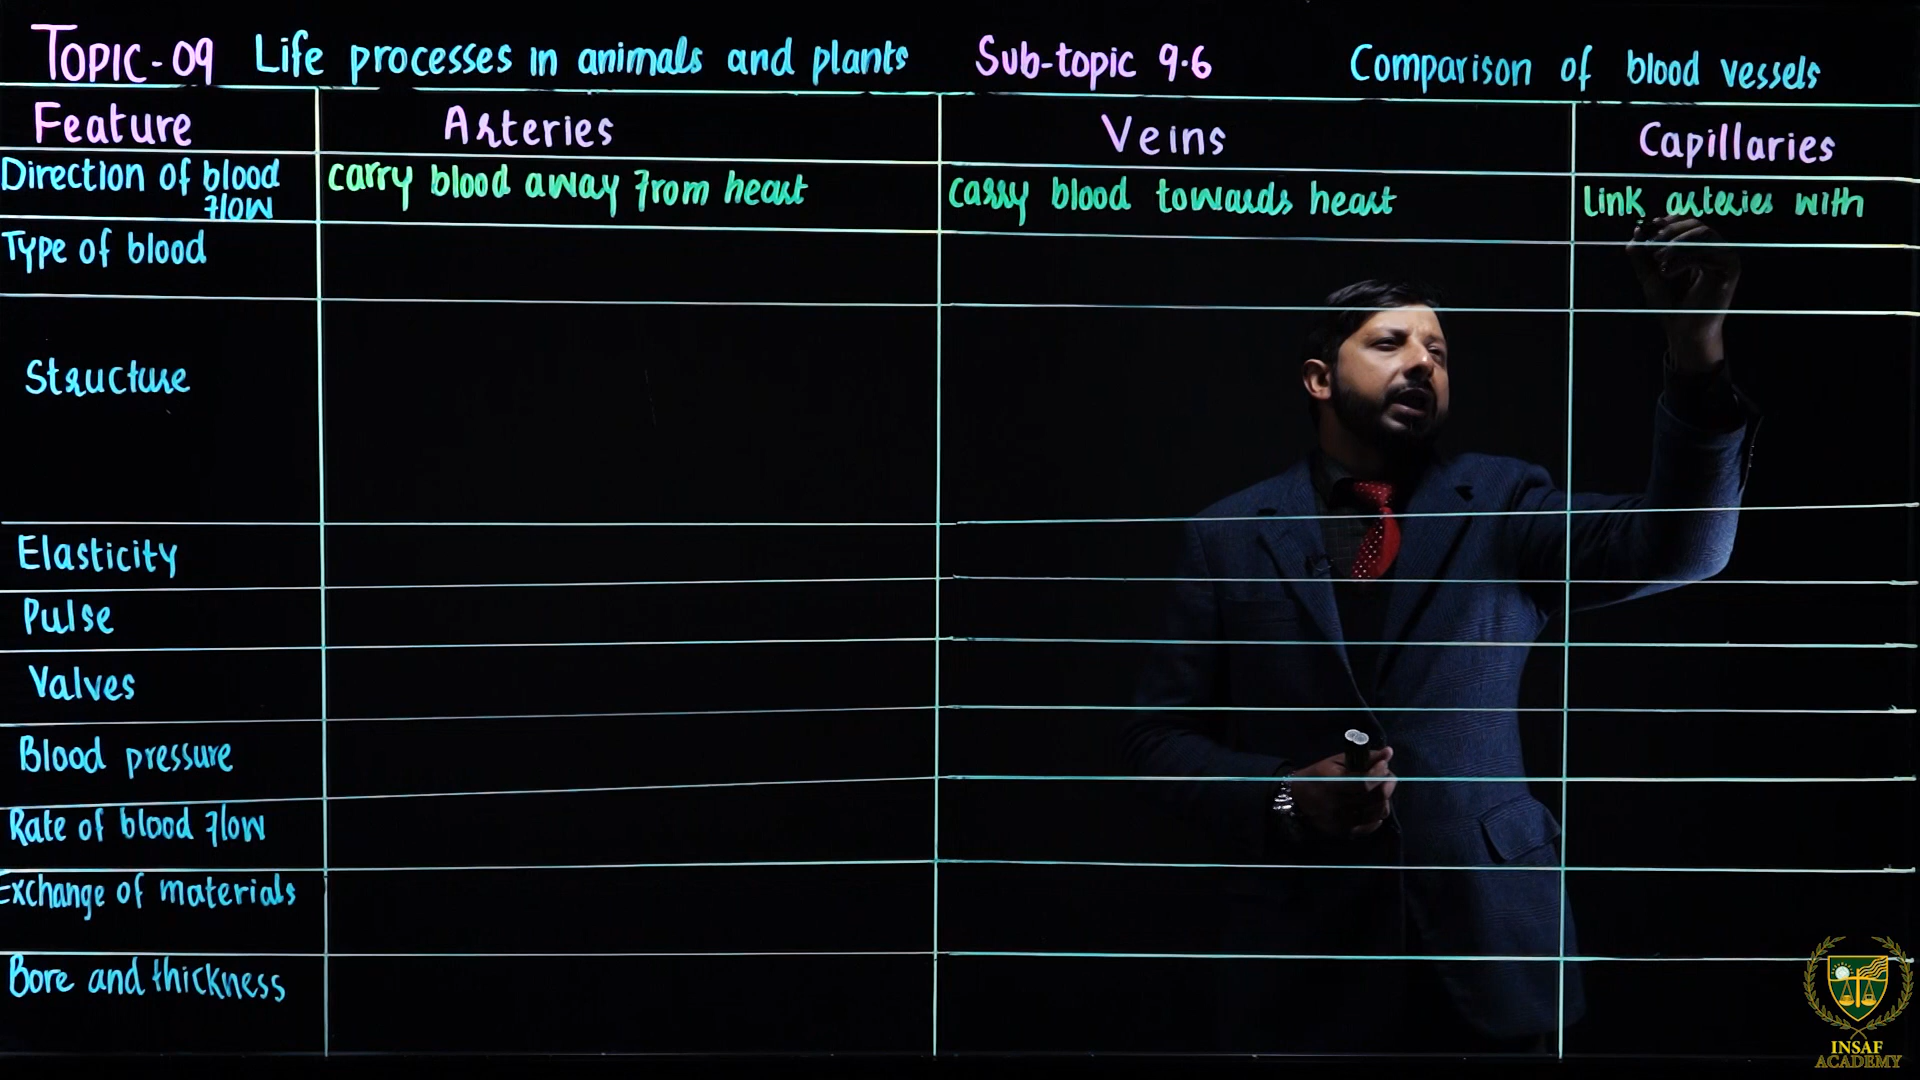 Topic-09 Life processes in animals and plants Sub-topic 9.6 Comparison of blood vessels
Feature Arteries Veins Capillaries
Direction of blood flow carry blood away from heart carry blood towards heart Link arteries with
Type of blood
Structure
Elasticity
Pulse
Valves
Blood pressure
Rate of blood flow
Exchange of materials
Bore and thickness
INSAF
ACADEMY